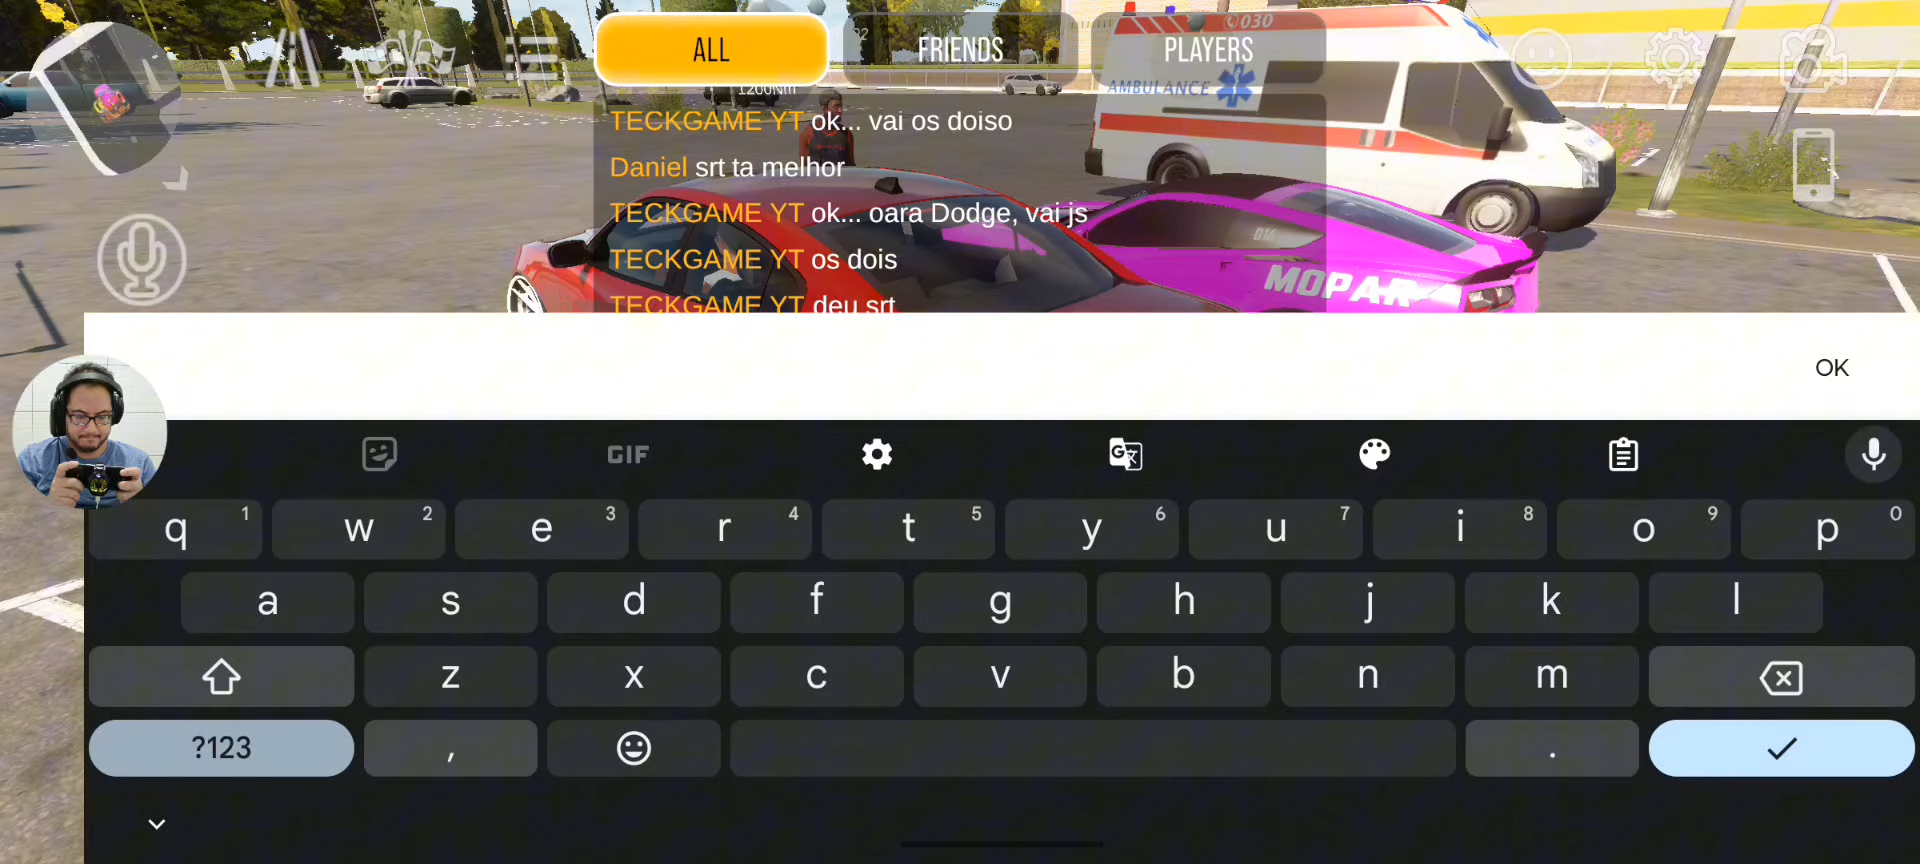 ALL
FRIENDS
PLAYERS
030
AMBULANCE
1200Nm
TECKGAME YT ok... vai os doiso
Daniel srt ta melhor
TECKGAME YT ok... oara Dodge, vai js
TECKGAME YT os dois
TECKGAME YT deu srt
MOPAR
OK
GIF
G
q 1 w 2 e 3 r 4 t 5 y 6 u 7 i 8 o 9 p 0
a s d f g h j k l
z x c v b n m
?123 , .